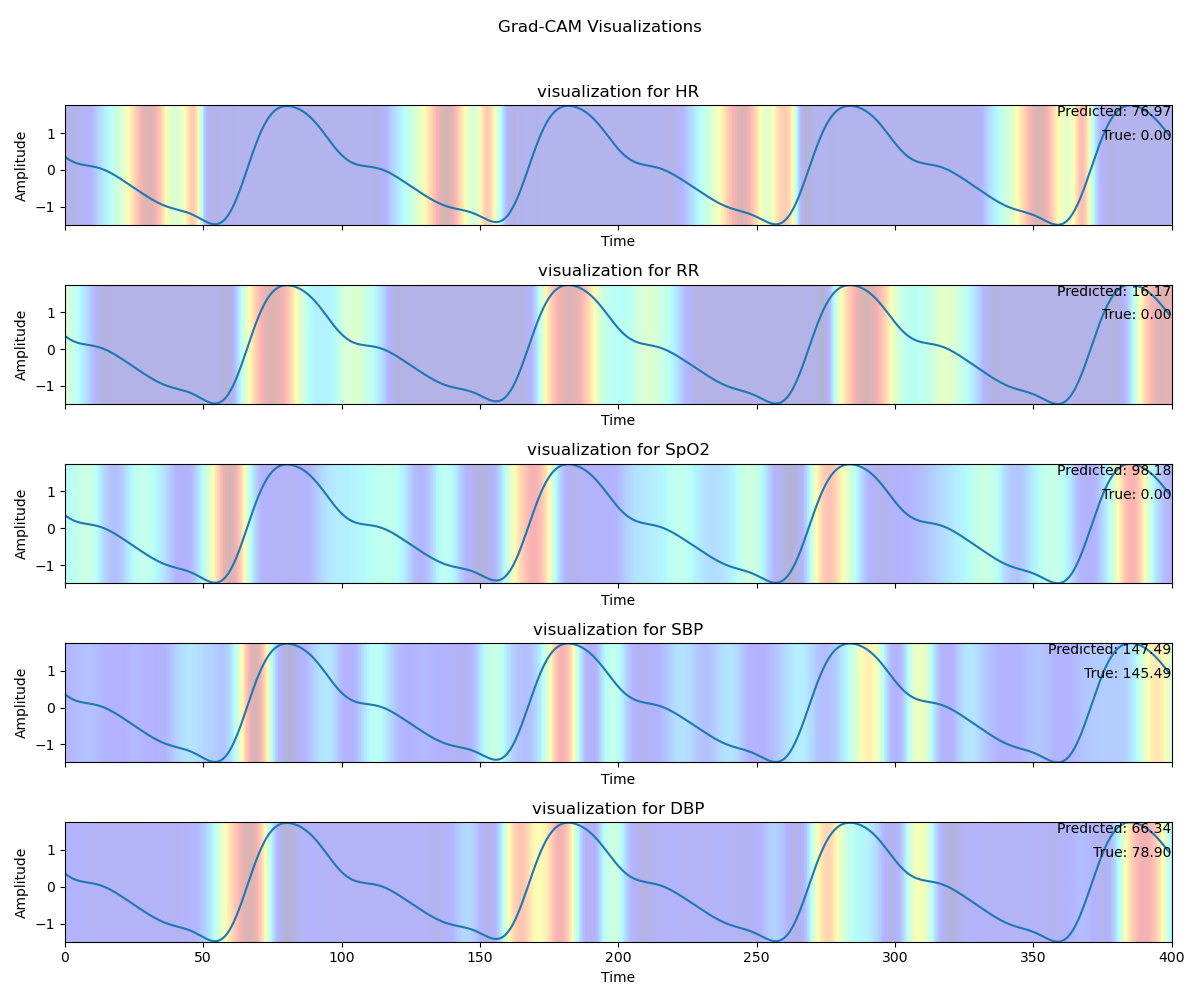 Grad-CAM Visualizations
visualization for HR
Predicted: 76.97
True: 0.00
Amplitude
1
0
−1
Time
visualization for RR
Predicted: 16.17
True: 0.00
Amplitude
1
0
−1
Time
visualization for SpO2
Predicted: 98.18
True: 0.00
Amplitude
1
0
−1
Time
visualization for SBP
Predicted: 147.49
True: 145.49
Amplitude
1
0
−1
Time
visualization for DBP
Predicted: 66.34
True: 78.90
Amplitude
1
0
−1
0 50 100 150 200 250 300 350 400
Time